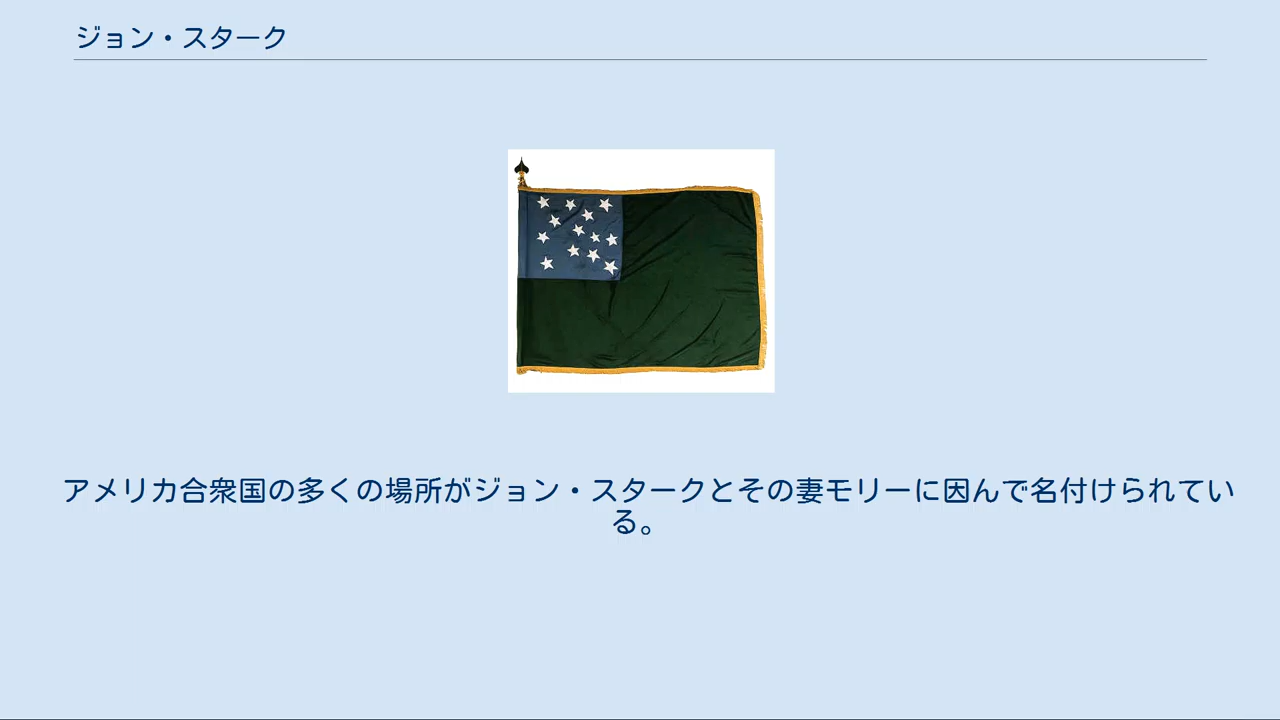 ジョン・スターク
アメリカ合衆国の多くの場所がジョン・スタークとその妻モリーに因んで名付けられてい
る。